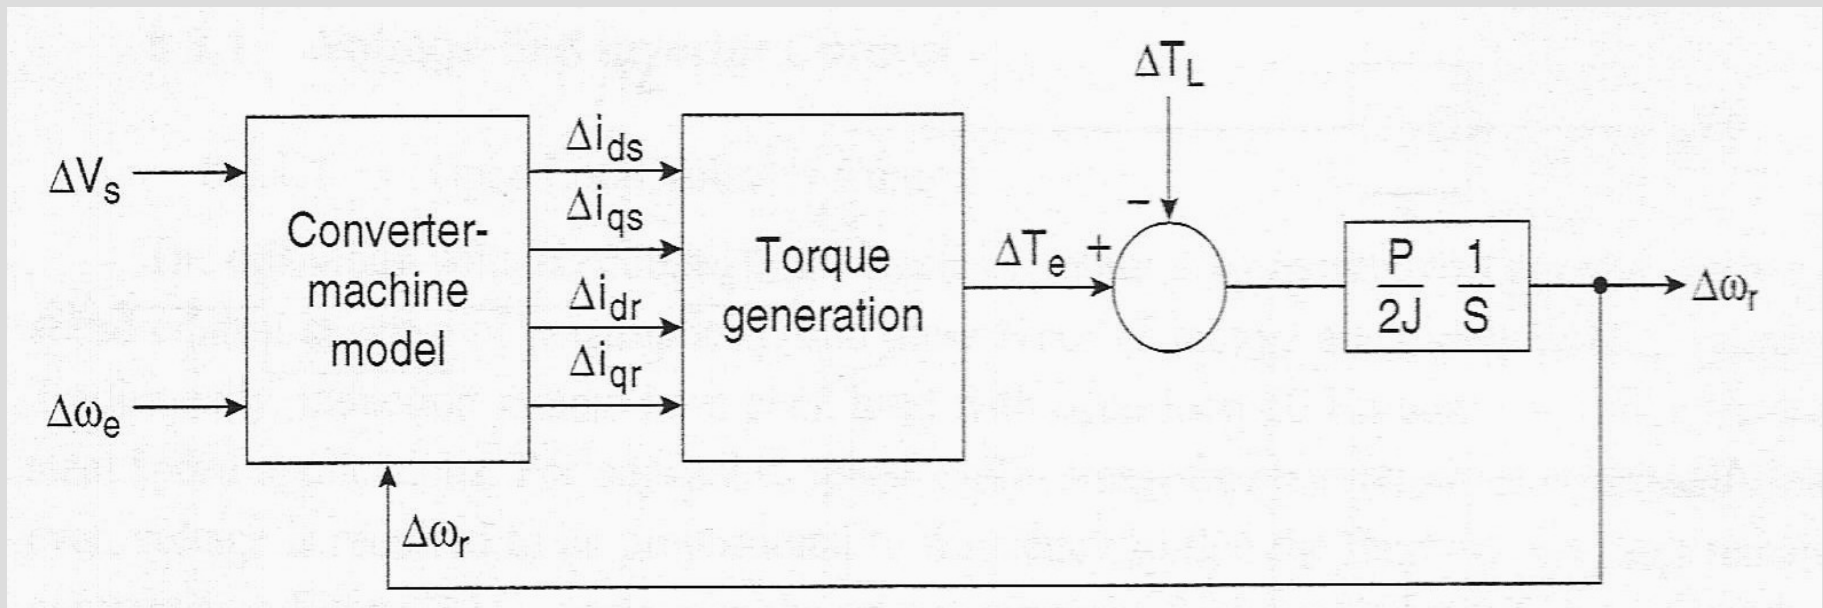 ΔT_L
ΔV_s
Δω_e
Converter-
machine
model
Δi_ds
Δi_qs
Δi_dr
Δi_qr
Torque
generation
ΔT_e
+
−
P 1
2J S
Δω_r
Δω_r